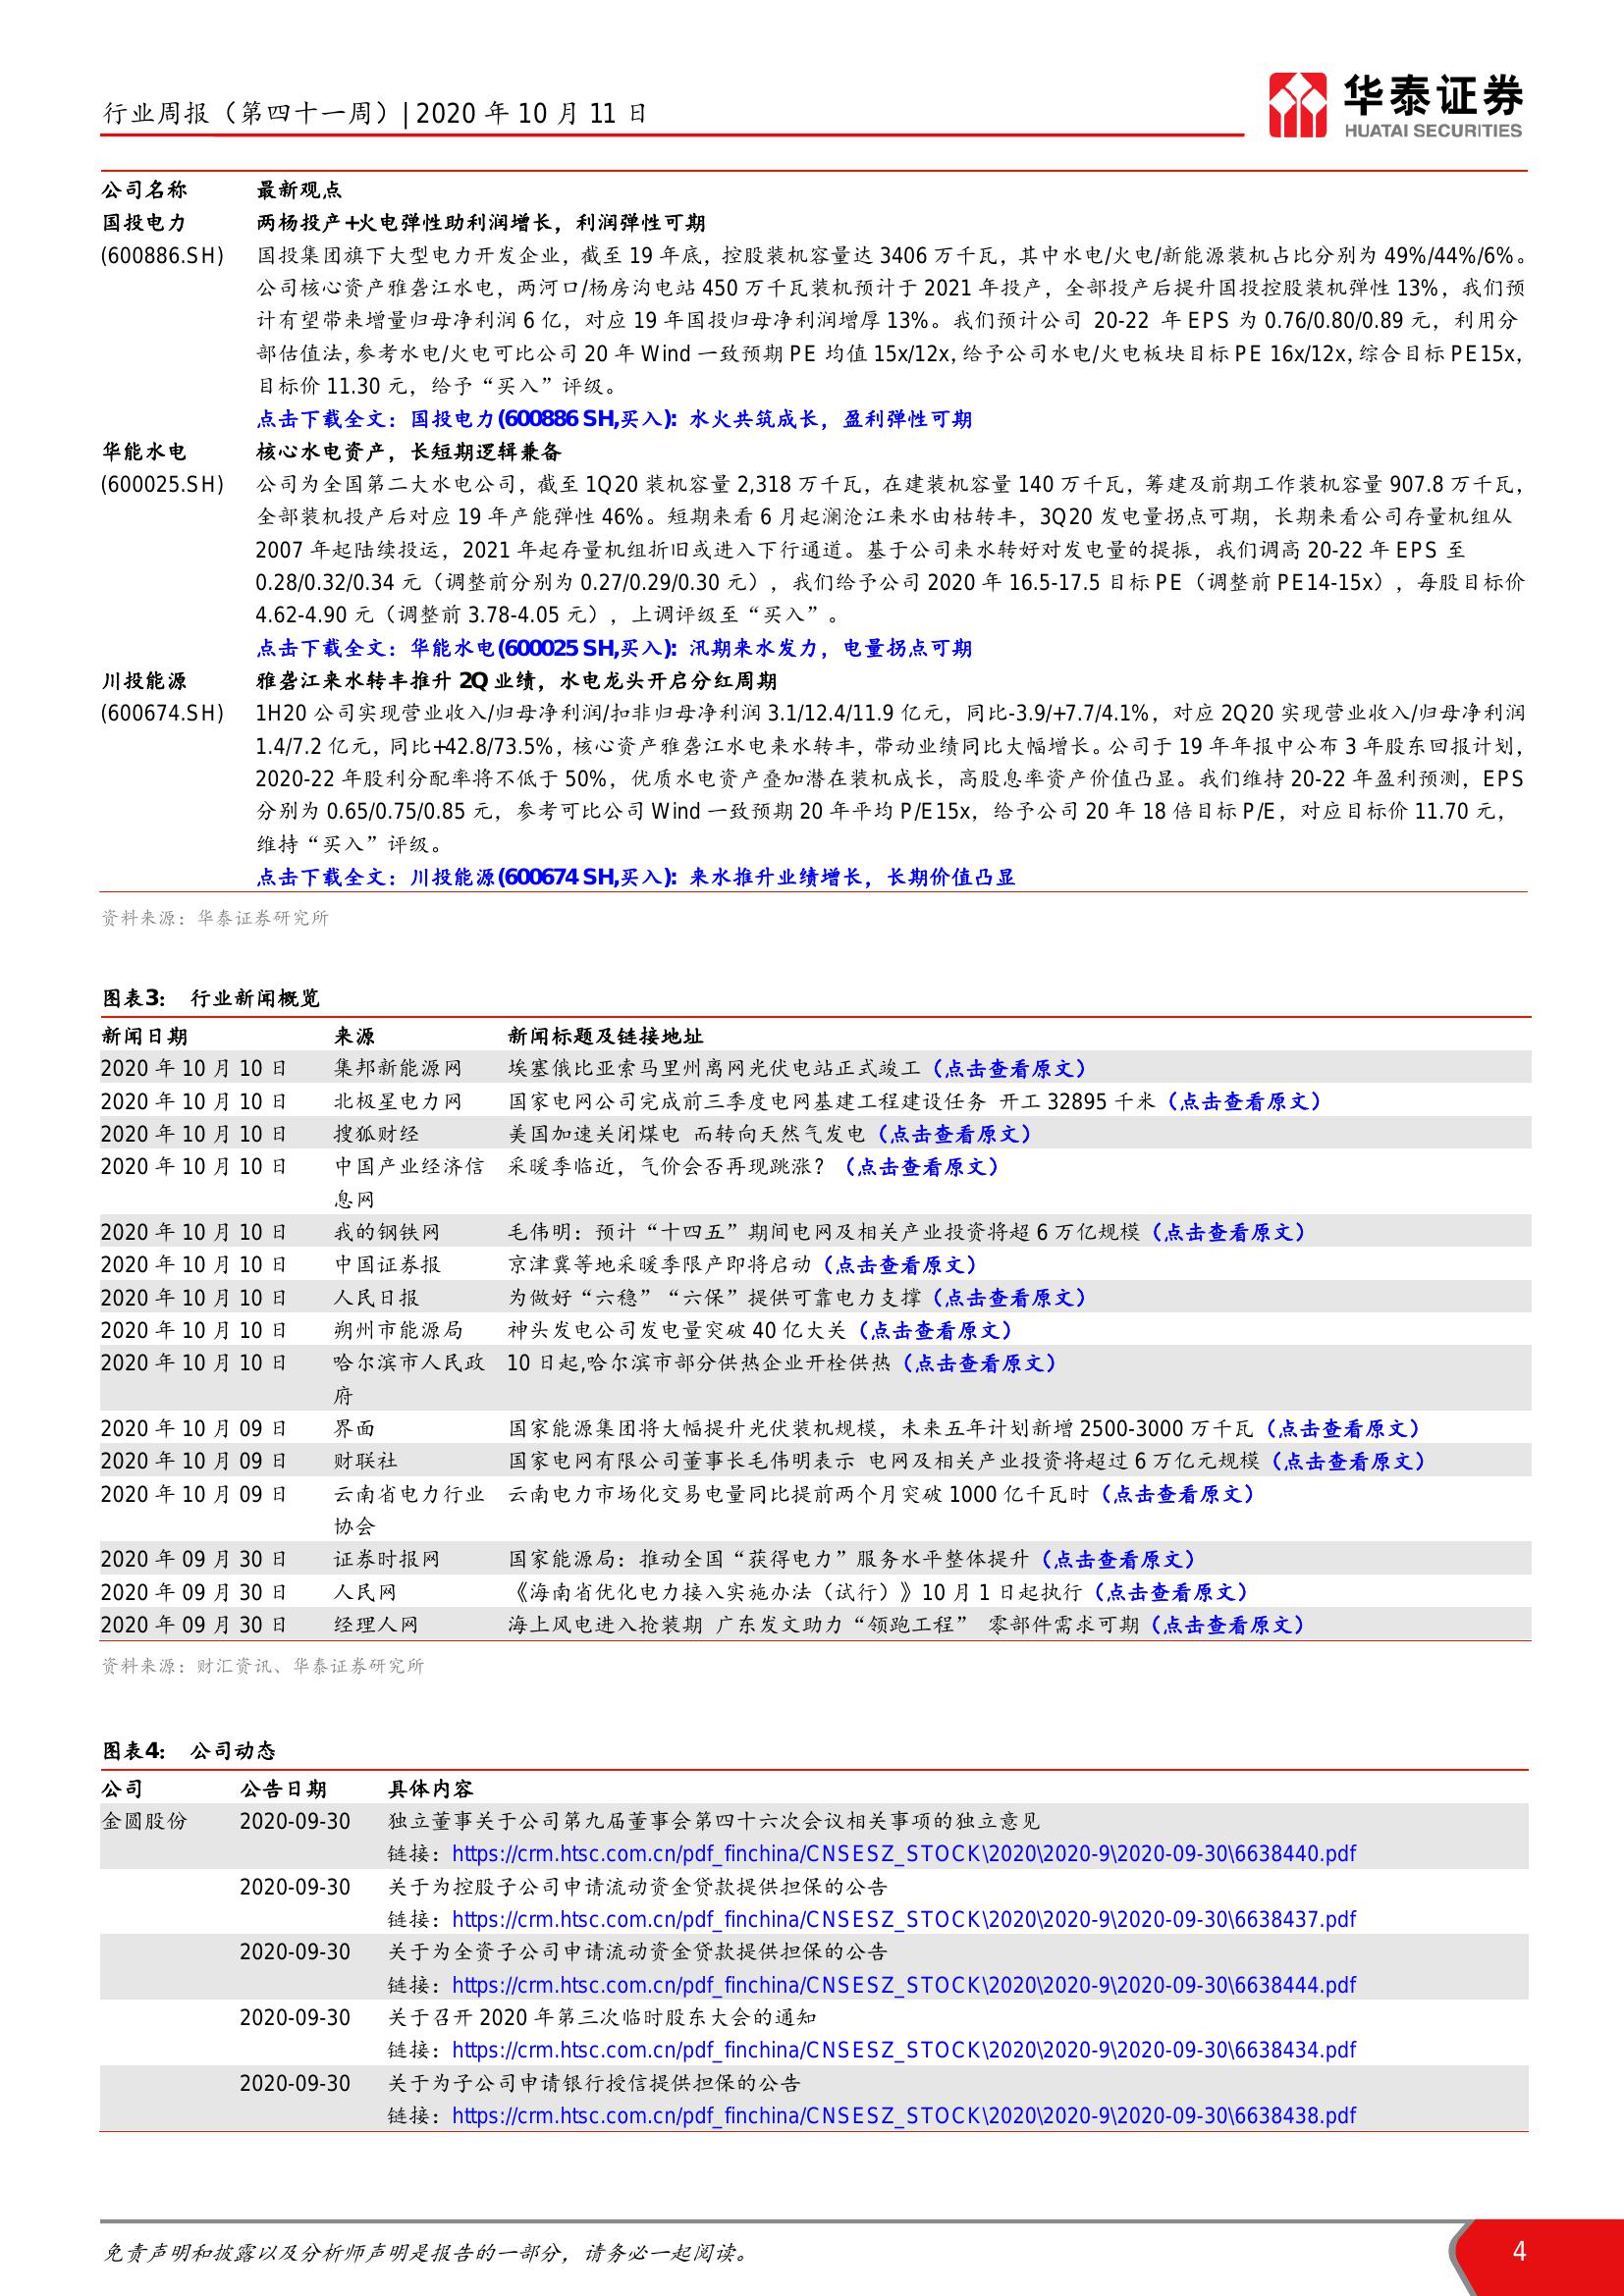 行业周报（第四十一周）| 2020 年 10 月 11 日
华泰证券
HUATAI SECURITIES
公司名称 最新观点
国投电力 两杨投产+火电弹性助利润增长，利润弹性可期
(600886.SH) 国投集团旗下大型电力开发企业，截至 19 年底，控股装机容量达 3406 万千瓦，其中水电/火电/新能源装机占比分别为 49%/44%/6%。
公司核心资产雅砻江水电，两河口/杨房沟电站 450 万千瓦装机预计于 2021 年投产，全部投产后提升国投控股装机弹性 13%，我们预
计有望带来增量归母净利润 6 亿，对应 19 年国投归母净利润增厚 13%。我们预计公司 20-22 年 EPS 为 0.76/0.80/0.89 元，利用分
部估值法，参考水电/火电可比公司 20 年 Wind 一致预期 PE 均值 15x/12x，给予公司水电/火电板块目标 PE 16x/12x，综合目标 PE15x，
目标价 11.30 元，给予“买入”评级。
点击下载全文：国投电力(600886 SH,买入): 水火共筑成长，盈利弹性可期
华能水电 核心水电资产，长短期逻辑兼备
(600025.SH) 公司为全国第二大水电公司，截至 1Q20 装机容量 2,318 万千瓦，在建装机容量 140 万千瓦，筹建及前期工作装机容量 907.8 万千瓦，
全部装机投产后对应 19 年产能弹性 46%。短期来看 6 月起澜沧江来水由枯转丰，3Q20 发电量拐点可期，长期来看公司存量机组从
2007 年起陆续投运，2021 年起存量机组折旧或进入下行通道。基于公司来水转好对发电量的提振，我们调高 20-22 年 EPS 至
0.28/0.32/0.34 元（调整前分别为 0.27/0.29/0.30 元），我们给予公司 2020 年 16.5-17.5 目标 PE（调整前 PE14-15x），每股目标价
4.62-4.90 元（调整前 3.78-4.05 元），上调评级至“买入”。
点击下载全文：华能水电(600025 SH,买入): 汛期来水发力，电量拐点可期
川投能源 雅砻江来水转丰推升 2Q 业绩，水电龙头开启分红周期
(600674.SH) 1H20 公司实现营业收入/归母净利润/扣非归母净利润 3.1/12.4/11.9 亿元，同比-3.9/+7.7/4.1%，对应 2Q20 实现营业收入/归母净利润
1.4/7.2 亿元，同比+42.8/73.5%，核心资产雅砻江水电来水转丰，带动业绩同比大幅增长。公司于 19 年年报中公布 3 年股东回报计划，
2020-22 年股利分配率将不低于 50%，优质水电资产叠加潜在装机成长，高股息率资产价值凸显。我们维持 20-22 年盈利预测，EPS
分别为 0.65/0.75/0.85 元，参考可比公司 Wind 一致预期 20 年平均 P/E15x，给予公司 20 年 18 倍目标 P/E，对应目标价 11.70 元，
维持“买入”评级。
点击下载全文：川投能源(600674 SH,买入): 来水推升业绩增长，长期价值凸显
资料来源：华泰证券研究所
图表3： 行业新闻概览
新闻日期 来源 新闻标题及链接地址
2020 年 10 月 10 日 集邦新能源网 埃塞俄比亚索马里州离网光伏电站正式竣工（点击查看原文）
2020 年 10 月 10 日 北极星电力网 国家电网公司完成前三季度电网基建工程建设任务 开工 32895 千米（点击查看原文）
2020 年 10 月 10 日 搜狐财经 美国加速关闭煤电 而转向天然气发电（点击查看原文）
2020 年 10 月 10 日 中国产业经济信 采暖季临近，气价会否再现跳涨？（点击查看原文）
息网
2020 年 10 月 10 日 我的钢铁网 毛伟明：预计“十四五”期间电网及相关产业投资将超 6 万亿规模（点击查看原文）
2020 年 10 月 10 日 中国证券报 京津冀等地采暖季限产即将启动（点击查看原文）
2020 年 10 月 10 日 人民日报 为做好“六稳”“六保”提供可靠电力支撑（点击查看原文）
2020 年 10 月 10 日 朔州市能源局 神头发电公司发电量突破 40 亿大关（点击查看原文）
2020 年 10 月 10 日 哈尔滨市人民政 10 日起,哈尔滨市部分供热企业开栓供热（点击查看原文）
府
2020 年 10 月 09 日 界面 国家能源集团将大幅提升光伏装机规模，未来五年计划新增 2500-3000 万千瓦（点击查看原文）
2020 年 10 月 09 日 财联社 国家电网有限公司董事长毛伟明表示 电网及相关产业投资将超过 6 万亿元规模（点击查看原文）
2020 年 10 月 09 日 云南省电力行业 云南电力市场化交易电量同比提前两个月突破 1000 亿千瓦时（点击查看原文）
协会
2020 年 09 月 30 日 证券时报网 国家能源局：推动全国“获得电力”服务水平整体提升（点击查看原文）
2020 年 09 月 30 日 人民网 《海南省优化电力接入实施办法（试行）》10 月 1 日起执行（点击查看原文）
2020 年 09 月 30 日 经理人网 海上风电进入抢装期 广东发文助力“领跑工程” 零部件需求可期（点击查看原文）
资料来源：财汇资讯、华泰证券研究所
图表4： 公司动态
公司 公告日期 具体内容
金圆股份 2020-09-30 独立董事关于公司第九届董事会第四十六次会议相关事项的独立意见
链接：https://crm.htsc.com.cn/pdf_finchina/CNSESZ_STOCK\2020\2020-9\2020-09-30\6638440.pdf
2020-09-30 关于为控股子公司申请流动资金贷款提供担保的公告
链接：https://crm.htsc.com.cn/pdf_finchina/CNSESZ_STOCK\2020\2020-9\2020-09-30\6638437.pdf
2020-09-30 关于为全资子公司申请流动资金贷款提供担保的公告
链接：https://crm.htsc.com.cn/pdf_finchina/CNSESZ_STOCK\2020\2020-9\2020-09-30\6638444.pdf
2020-09-30 关于召开 2020 年第三次临时股东大会的通知
链接：https://crm.htsc.com.cn/pdf_finchina/CNSESZ_STOCK\2020\2020-9\2020-09-30\6638434.pdf
2020-09-30 关于为子公司申请银行授信提供担保的公告
链接：https://crm.htsc.com.cn/pdf_finchina/CNSESZ_STOCK\2020\2020-9\2020-09-30\6638438.pdf
免责声明和披露以及分析师声明是报告的一部分，请务必一起阅读。 4